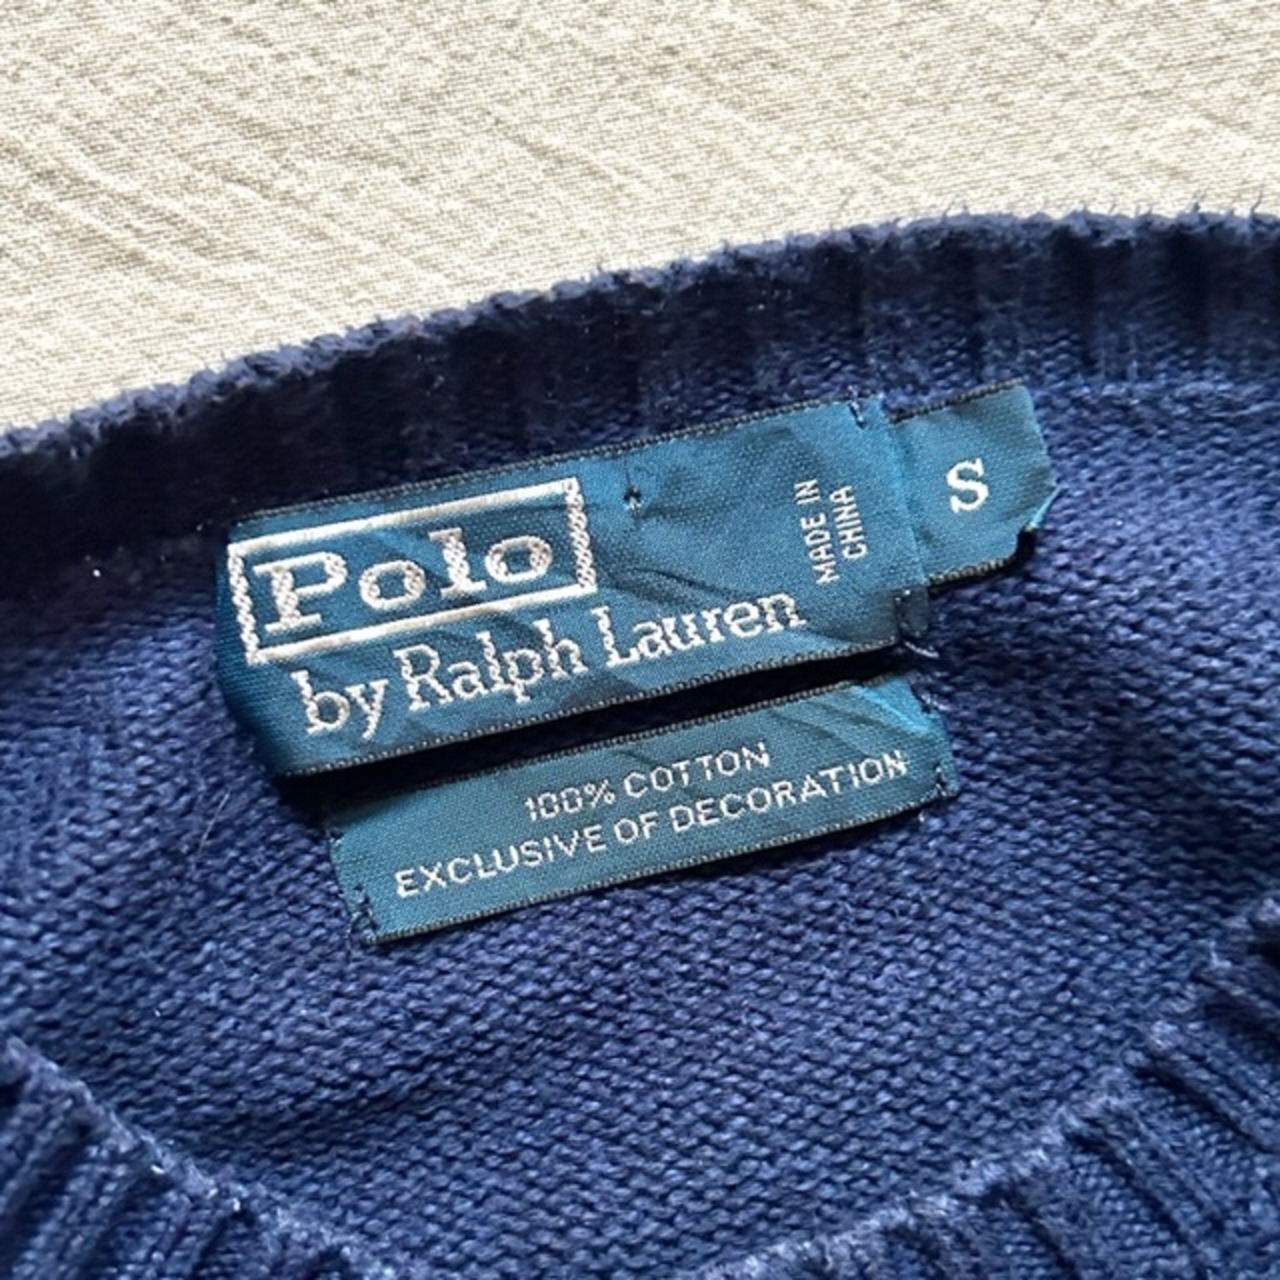 Polo
by Ralph Lauren
MADE IN
CHINA
S
100% COTTON
EXCLUSIVE OF DECORATION